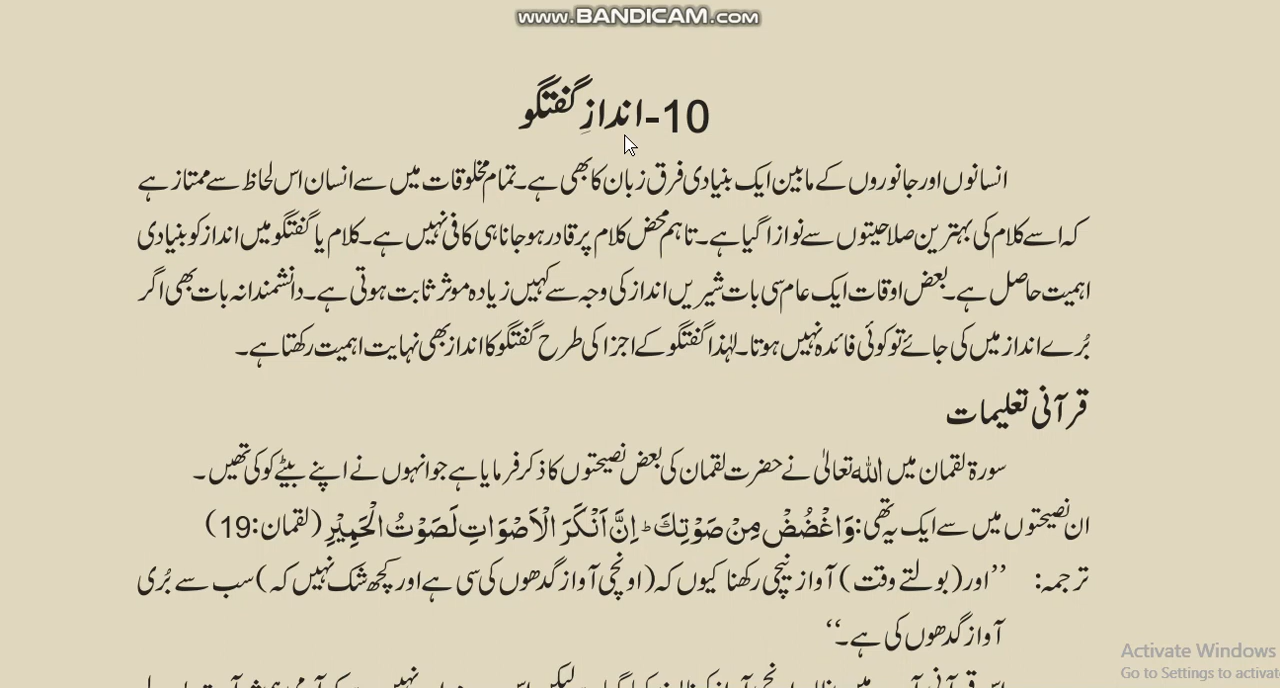 www.BANDICAM.com
10-اندازِ گفتگو
انسانوں اور جانوروں کے مابین ایک بنیادی فرق زبان کا بھی ہے۔ تمام مخلوقات میں سے انسان اس لحاظ سے ممتاز ہے
کہ اسے کلام کی بہترین صلاحیتوں سے نوازا گیا ہے۔ تاہم محض کلام پر قادر ہو جانا ہی کافی نہیں ہے۔ کلام یا گفتگو میں انداز کو بنیادی
اہمیت حاصل ہے۔ بعض اوقات ایک عام سی بات شیریں انداز کی وجہ سے کہیں زیادہ موثر ثابت ہوتی ہے۔ دانشمندانہ بات بھی اگر
بُرے انداز میں کی جائے تو کوئی فائدہ نہیں ہوتا۔ لہٰذا گفتگو کے اجزا کی طرح گفتگو کا انداز بھی نہایت اہمیت رکھتا ہے۔
قرآنی تعلیمات
سورۃ لقمان میں اللہ تعالیٰ نے حضرت لقمان کی بعض نصیحتوں کا ذکر فرمایا ہے جو انہوں نے اپنے بیٹے کو کی تھیں۔
ان نصیحتوں میں سے ایک یہ تھی: وَاغْضُضْ مِنْ صَوْتِكَ ؕ اِنَّ اَنْكَرَ الْاَصْوَاتِ لَصَوْتُ الْحَمِيْرِ (لقمان:19)
ترجمہ: ’’اور (بولتے وقت) آواز نیچی رکھنا کیوں کہ (اونچی آواز گدھوں کی سی ہے اور کچھ شک نہیں کہ) سب سے بُری
آواز گدھوں کی ہے۔‘‘
Activate Windows
Go to Settings to activat